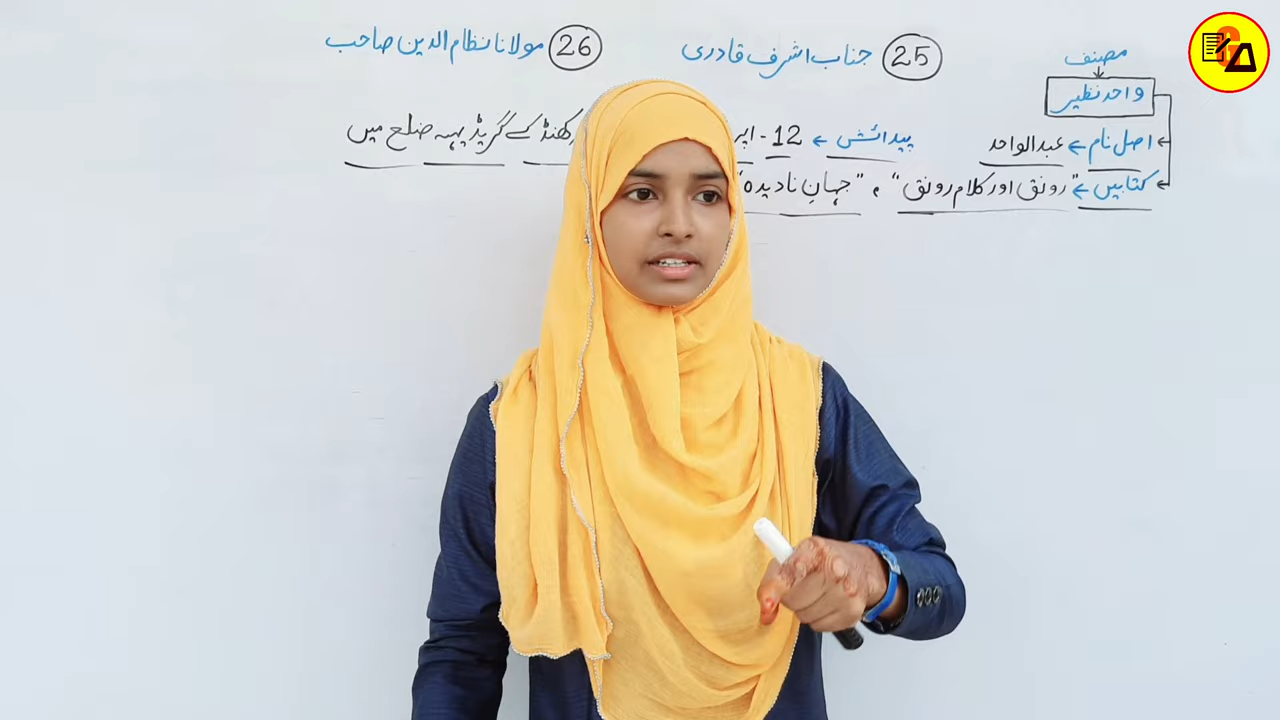 مصنف
(25) جناب اشرف قادری
(26) مولانا نظام الدین صاحب
واحد نظیر
اصل نام ← عبدالواحد
پیدائش ← 12 - اپر
کھنڈ کے گریڈیہہ ضلع میں
کتابیں ← "رونق اور کلام رونق" ، "جہانِ نادیدہ"